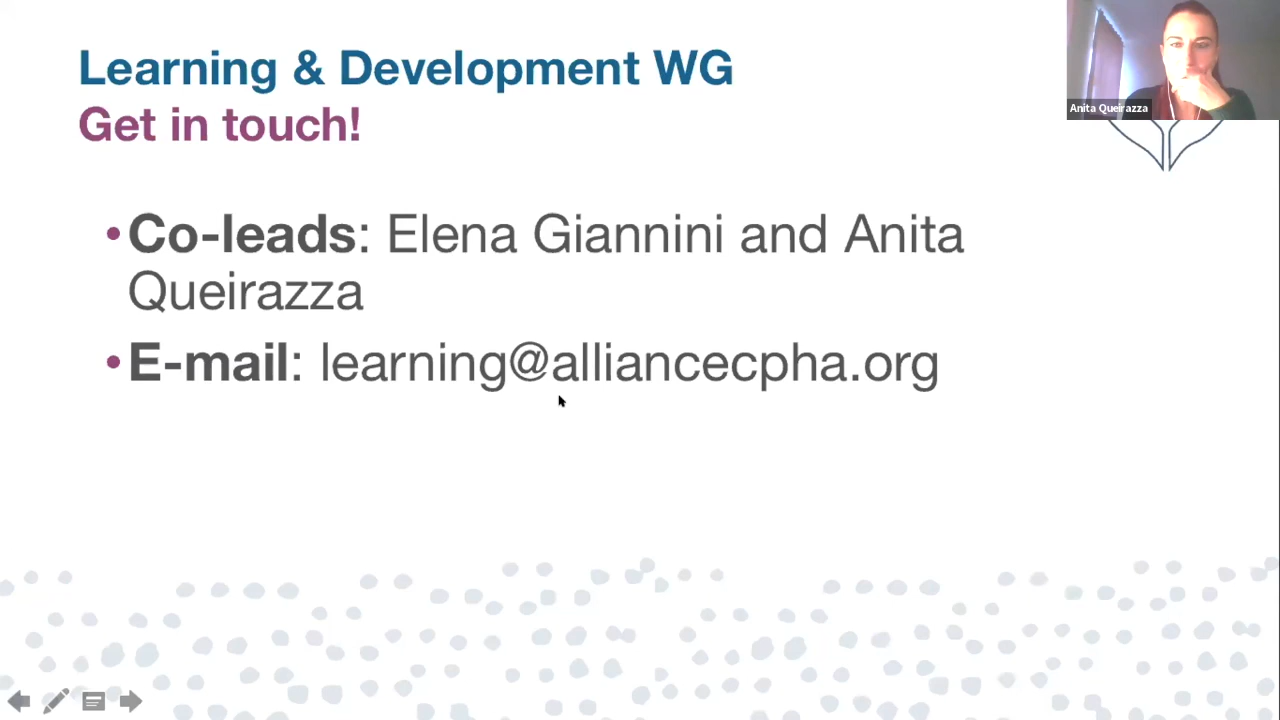 Learning & Development WG
Get in touch!
Anita Queirazza
•Co-leads: Elena Giannini and Anita
Queirazza
•E-mail: learning@alliancecpha.org